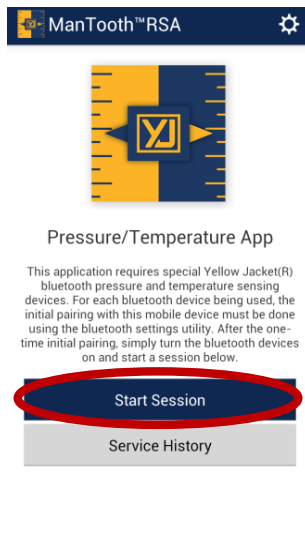 ManTooth™RSA
YJ
Pressure/Temperature App
This application requires special Yellow Jacket(R)
bluetooth pressure and temperature sensing
devices. For each bluetooth device being used, the
initial pairing with this mobile device must be done
using the bluetooth settings utility. After the one-
time initial pairing, simply turn the bluetooth devices
on and start a session below.
Start Session
Service History